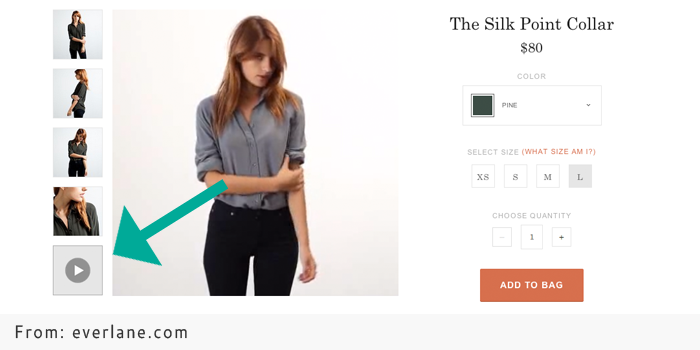 The Silk Point Collar
$80
COLOR
PINE
SELECT SIZE (WHAT SIZE AM I?)
XS S M L
CHOOSE QUANTITY
- 1 +
ADD TO BAG
From: everlane.com